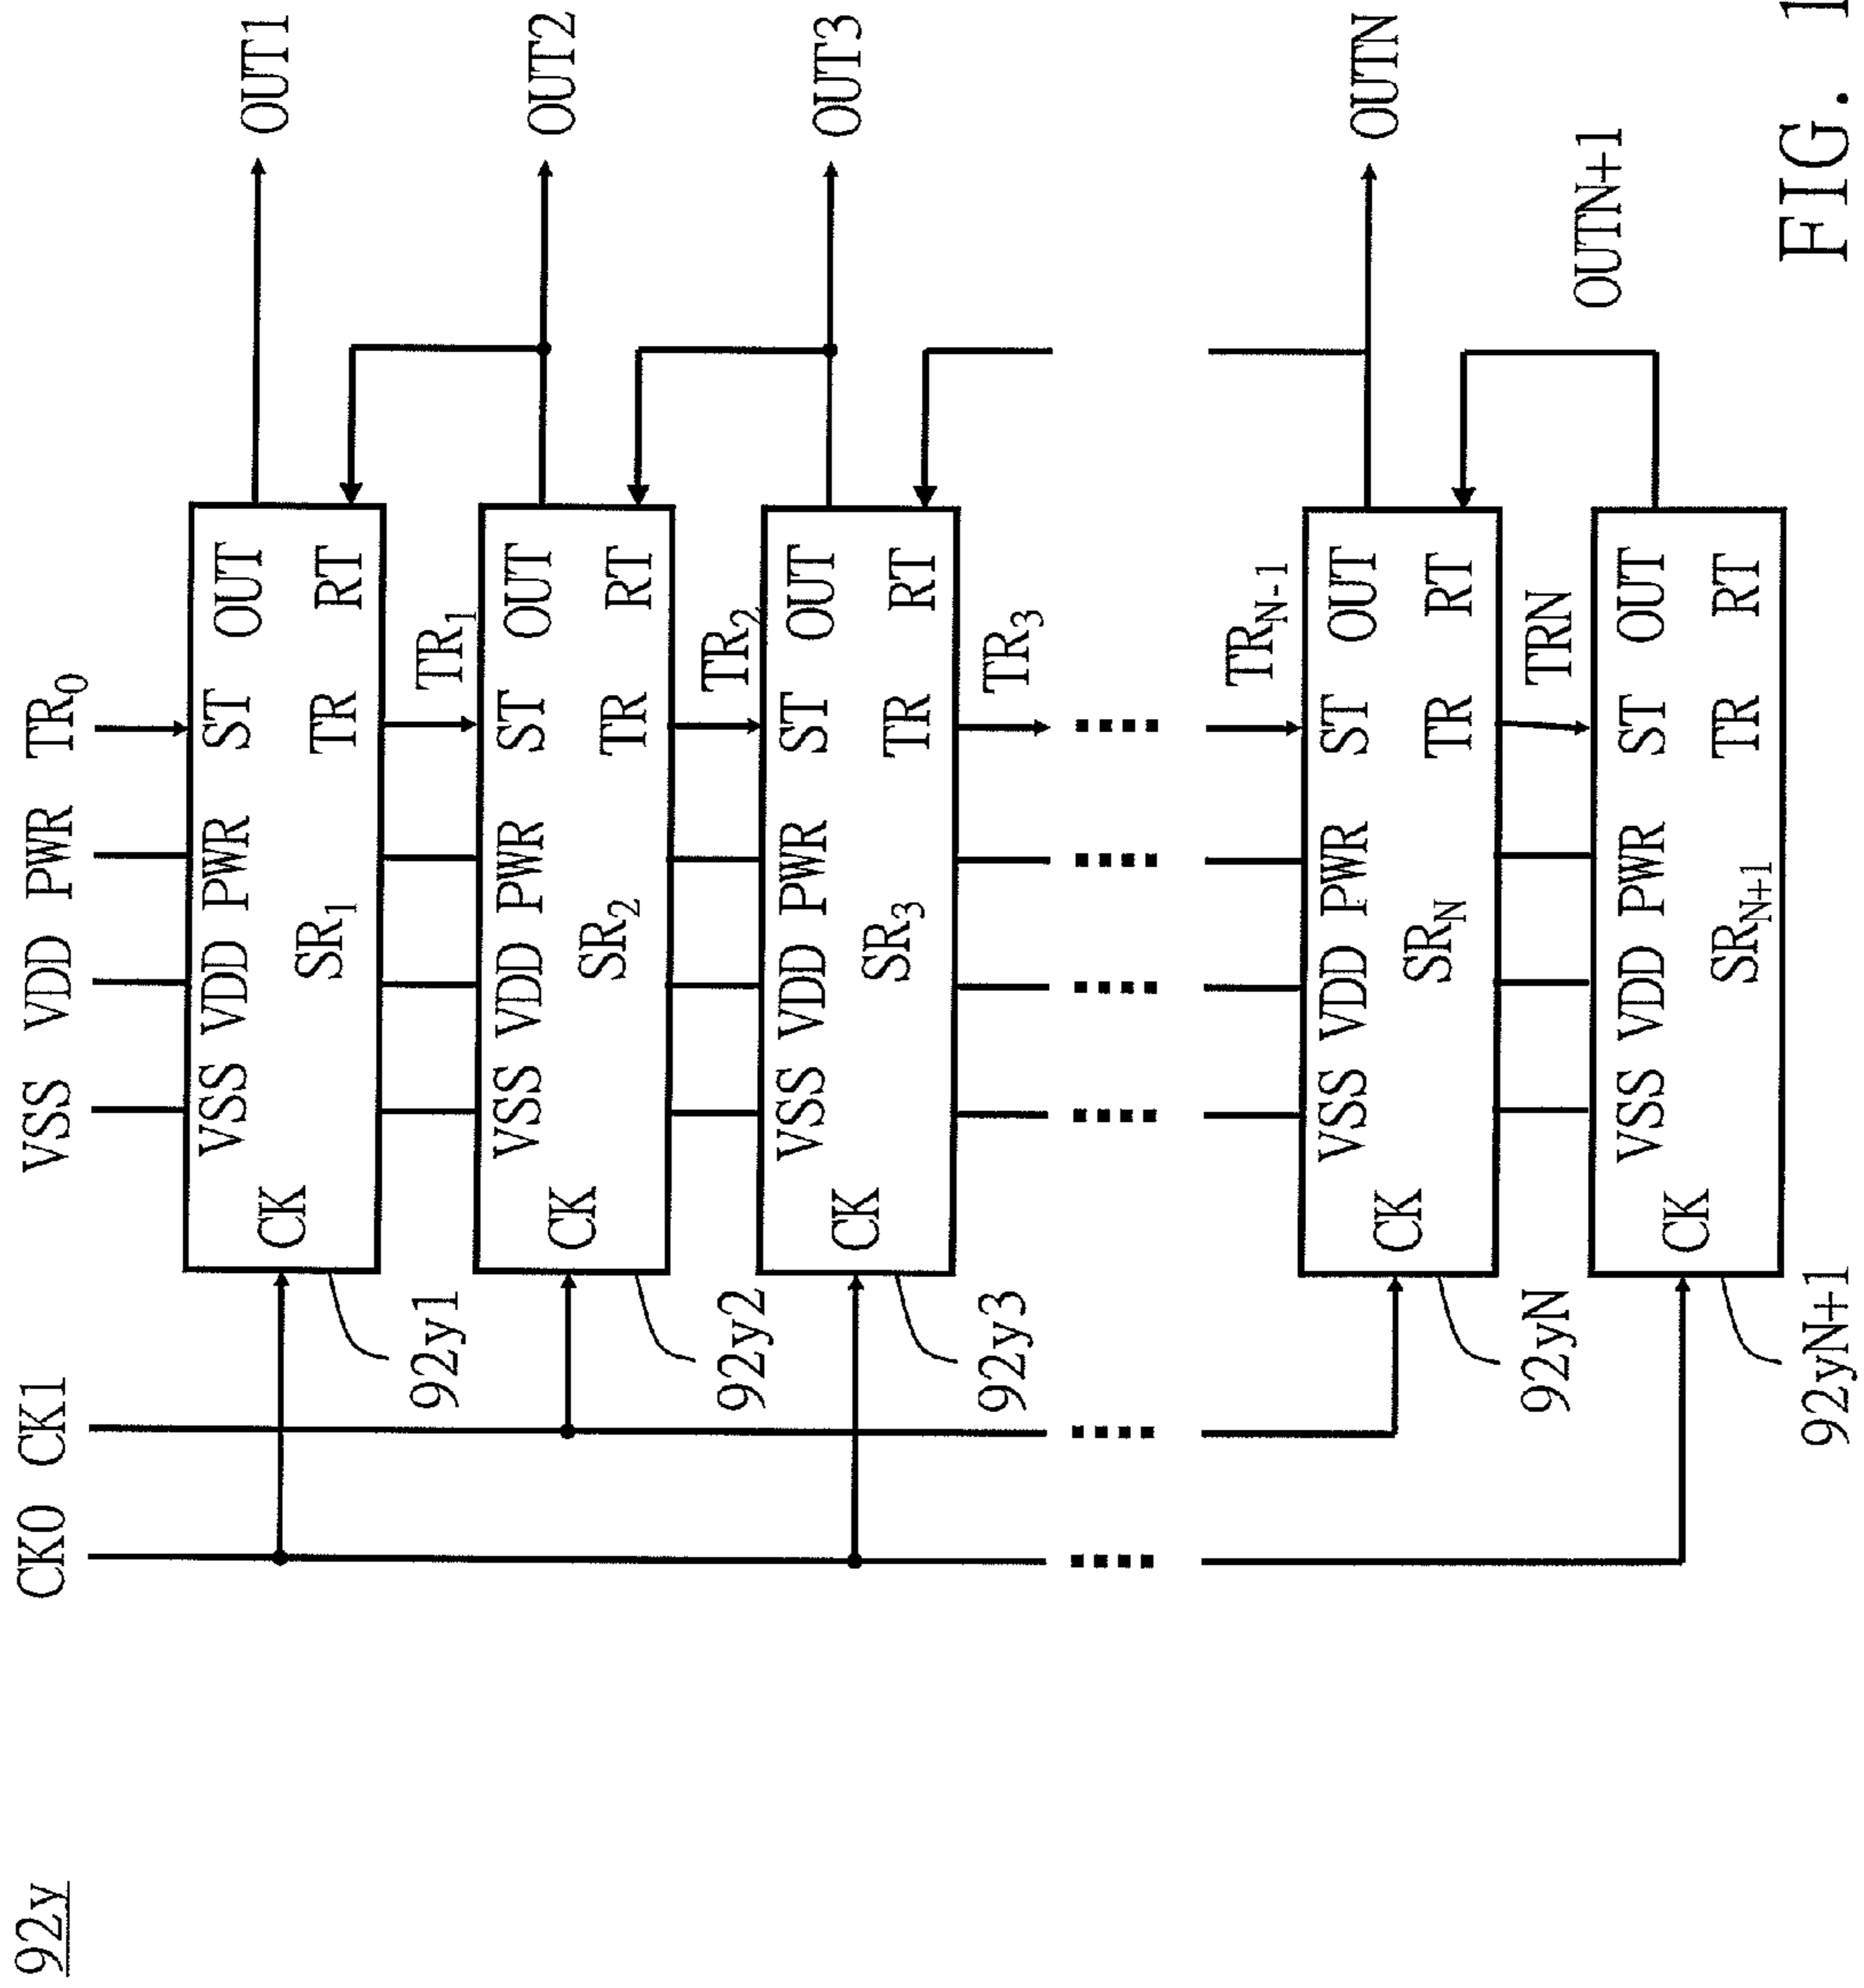 92y
CK0 CK1 VSS VDD PWR TR0
VSS VDD PWR ST OUT
CK
SR1 TR RT
OUT1
92y1
TR1
VSS VDD PWR ST OUT
CK
SR2 TR RT
OUT2
92y2
TR2
VSS VDD PWR ST OUT
CK
SR3 TR RT
OUT3
92y3
TR3
TRN-1
VSS VDD PWR ST OUT
CK
SRN TR RT
OUTN
92yN
TRN
OUTN+1
VSS VDD PWR ST OUT
CK
SRN+1 TR RT
92yN+1
FIG. 1